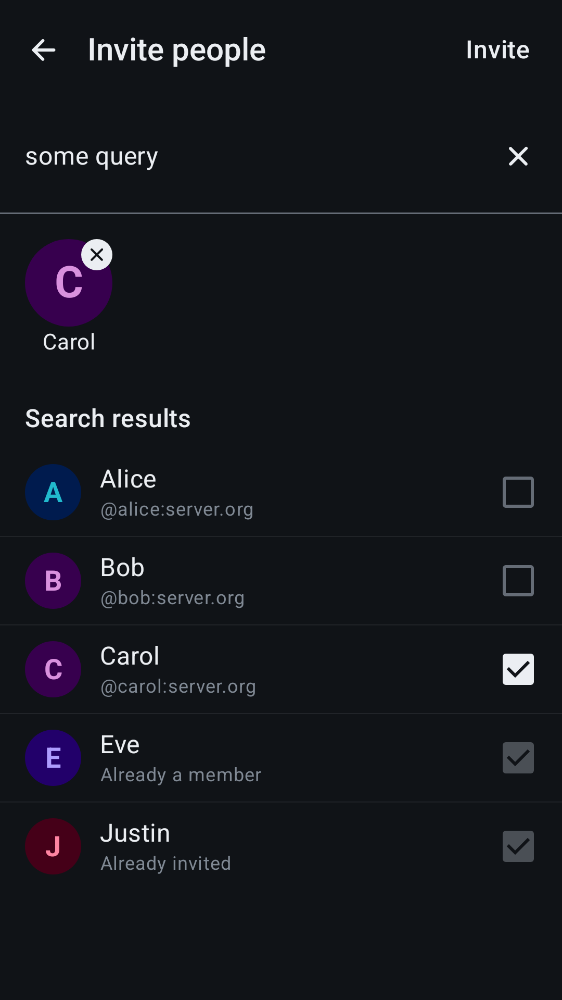 Invite people
Invite
some query
C
Carol
Search results
A
Alice
@alice:server.org
B
Bob
@bob:server.org
C
Carol
@carol:server.org
E
Eve
Already a member
J
Justin
Already invited